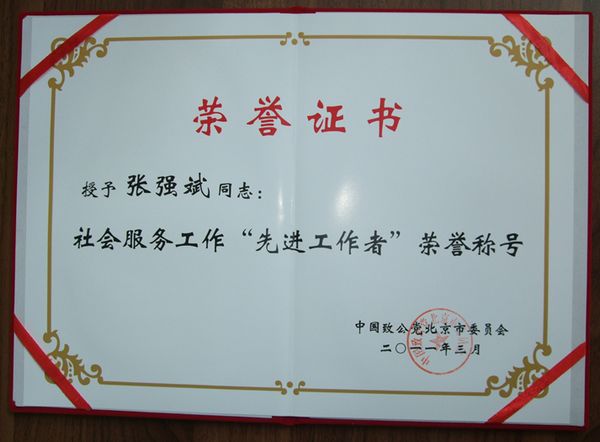 荣誉证书
授予 张强斌 同志：
社会服务工作“先进工作者”荣誉称号
中国致公党北京市委员会
二〇一一年三月